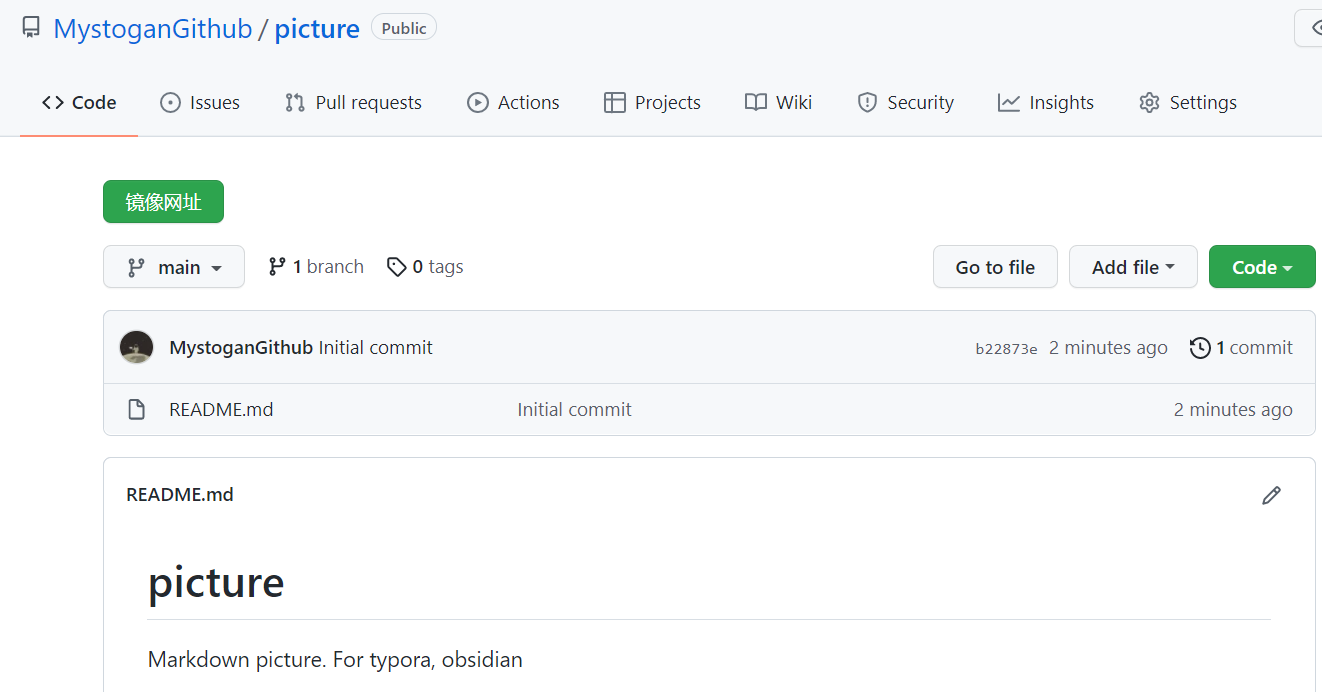 MystoganGithub / picture Public
Code Issues Pull requests Actions Projects Wiki Security Insights Settings
镜像网址
main 1 branch 0 tags Go to file Add file Code
MystoganGithub Initial commit b22873e 2 minutes ago 1 commit
README.md Initial commit 2 minutes ago
README.md
picture
Markdown picture. For typora, obsidian